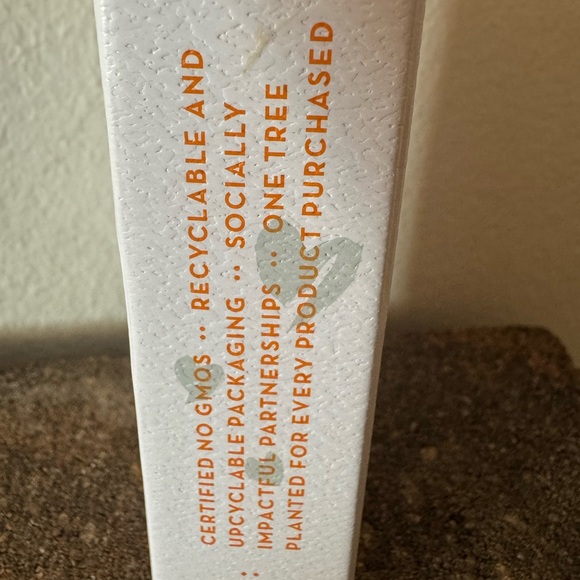 CERTIFIED NO GMOS :: RECYCLABLE AND
UPCYCLABLE PACKAGING :: SOCIALLY
IMPACTFUL PARTNERSHIPS :: ONE TREE
PLANTED FOR EVERY PRODUCT PURCHASED